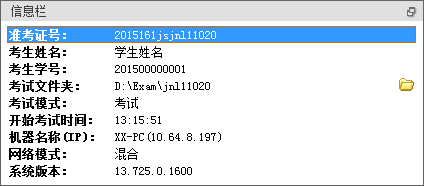 信息栏
准考证号： 2015161jsjnl11020
考生姓名： 学生姓名
考生学号： 201500000001
考试文件夹： D:\Exam\jnl11020
考试模式： 考试
开始考试时间： 13:15:51
机器名称(IP)： XX-PC(10.64.8.197)
网络模式： 混合
系统版本： 13.725.0.1600